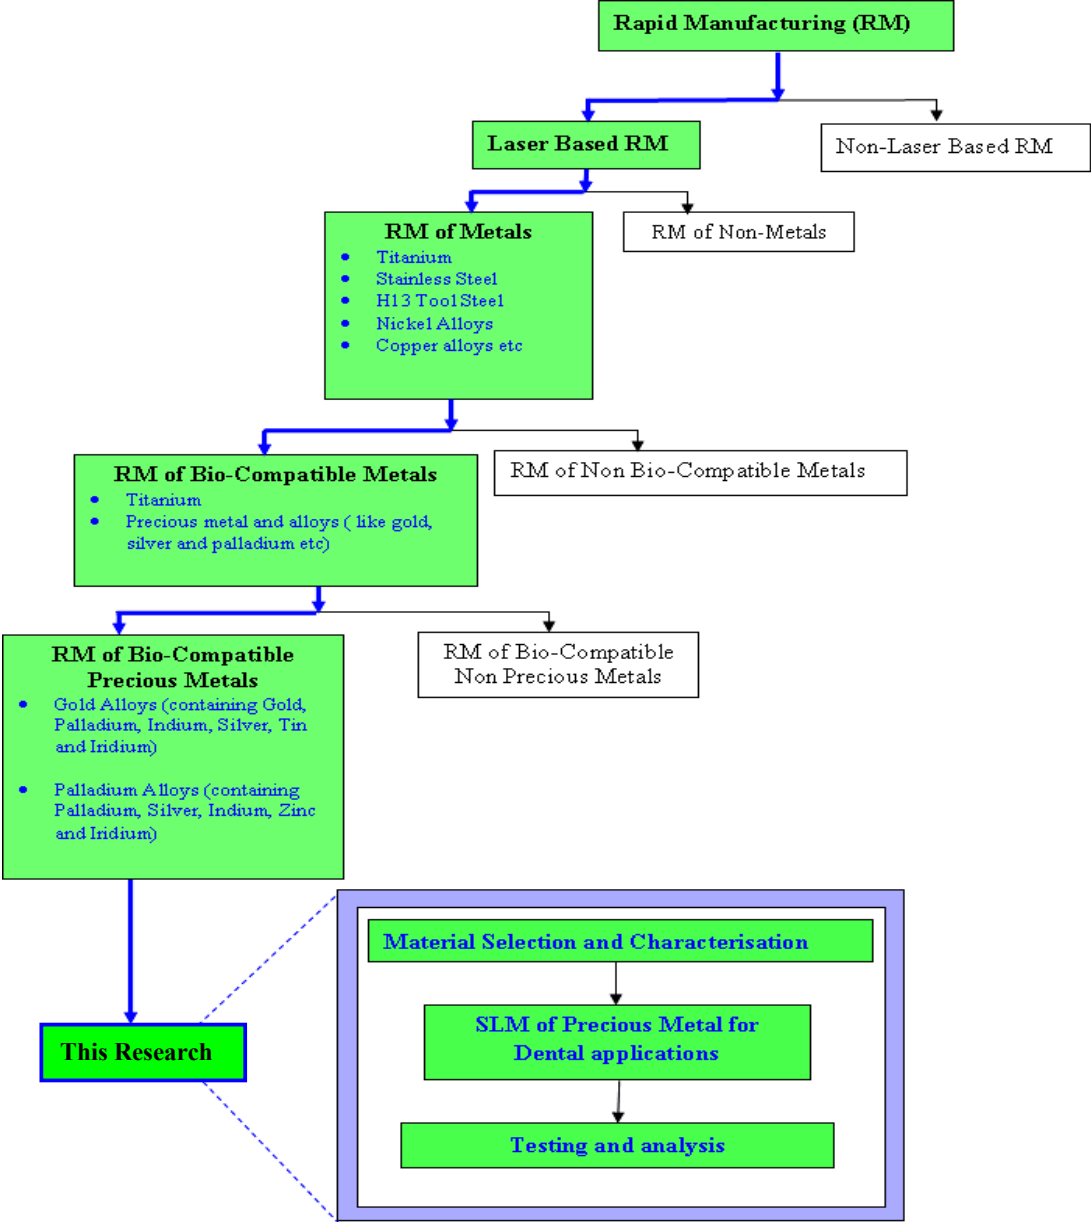 Rapid Manufacturing (RM)
Laser Based RM
Non-Laser Based RM
RM of Metals
• Titanium
• Stainless Steel
• H13 Tool Steel
• Nickel Alloys
• Copper alloys etc
RM of Non-Metals
RM of Bio-Compatible Metals
• Titanium
• Precious metal and alloys ( like gold,
silver and palladium etc)
RM of Non Bio-Compatible Metals
RM of Bio-Compatible
Precious Metals
• Gold Alloys (containing Gold,
Palladium, Indium, Silver, Tin
and Iridium)
• Palladium Alloys (containing
Palladium, Silver, Indium, Zinc
and Iridium)
RM of Bio-Compatible
Non Precious Metals
This Research
Material Selection and Characterisation
SLM of Precious Metal for
Dental applications
Testing and analysis